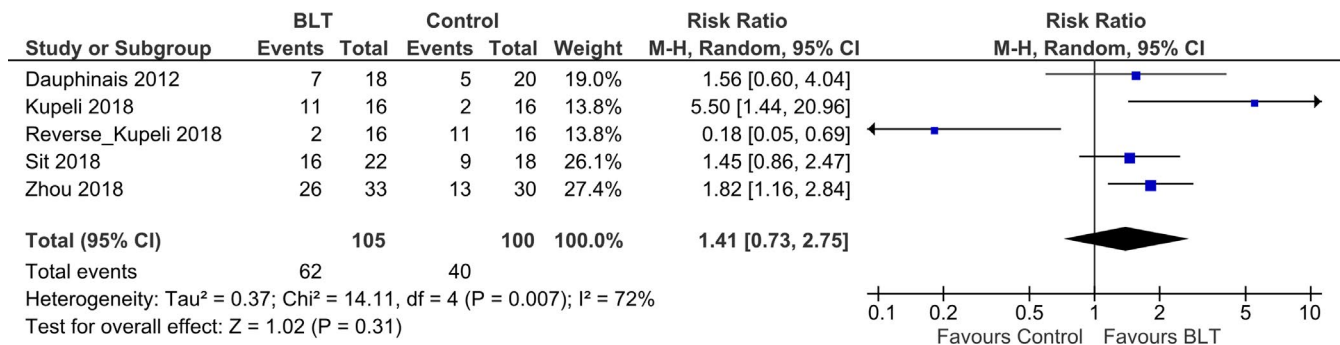 BLT Control Risk Ratio Risk Ratio
Study or Subgroup Events Total Events Total Weight M-H, Random, 95% CI M-H, Random, 95% CI
Dauphinais 2012 7 18 5 20 19.0% 1.56 [0.60, 4.04]
Kupeli 2018 11 16 2 16 13.8% 5.50 [1.44, 20.96]
Reverse_Kupeli 2018 2 16 11 16 13.8% 0.18 [0.05, 0.69]
Sit 2018 16 22 9 18 26.1% 1.45 [0.86, 2.47]
Zhou 2018 26 33 13 30 27.4% 1.82 [1.16, 2.84]
Total (95% CI) 105 100 100.0% 1.41 [0.73, 2.75]
Total events 62 40
Heterogeneity: Tau² = 0.37; Chi² = 14.11, df = 4 (P = 0.007); I² = 72%
Test for overall effect: Z = 1.02 (P = 0.31)
0.1 0.2 0.5 1 2 5 10
Favours Control Favours BLT